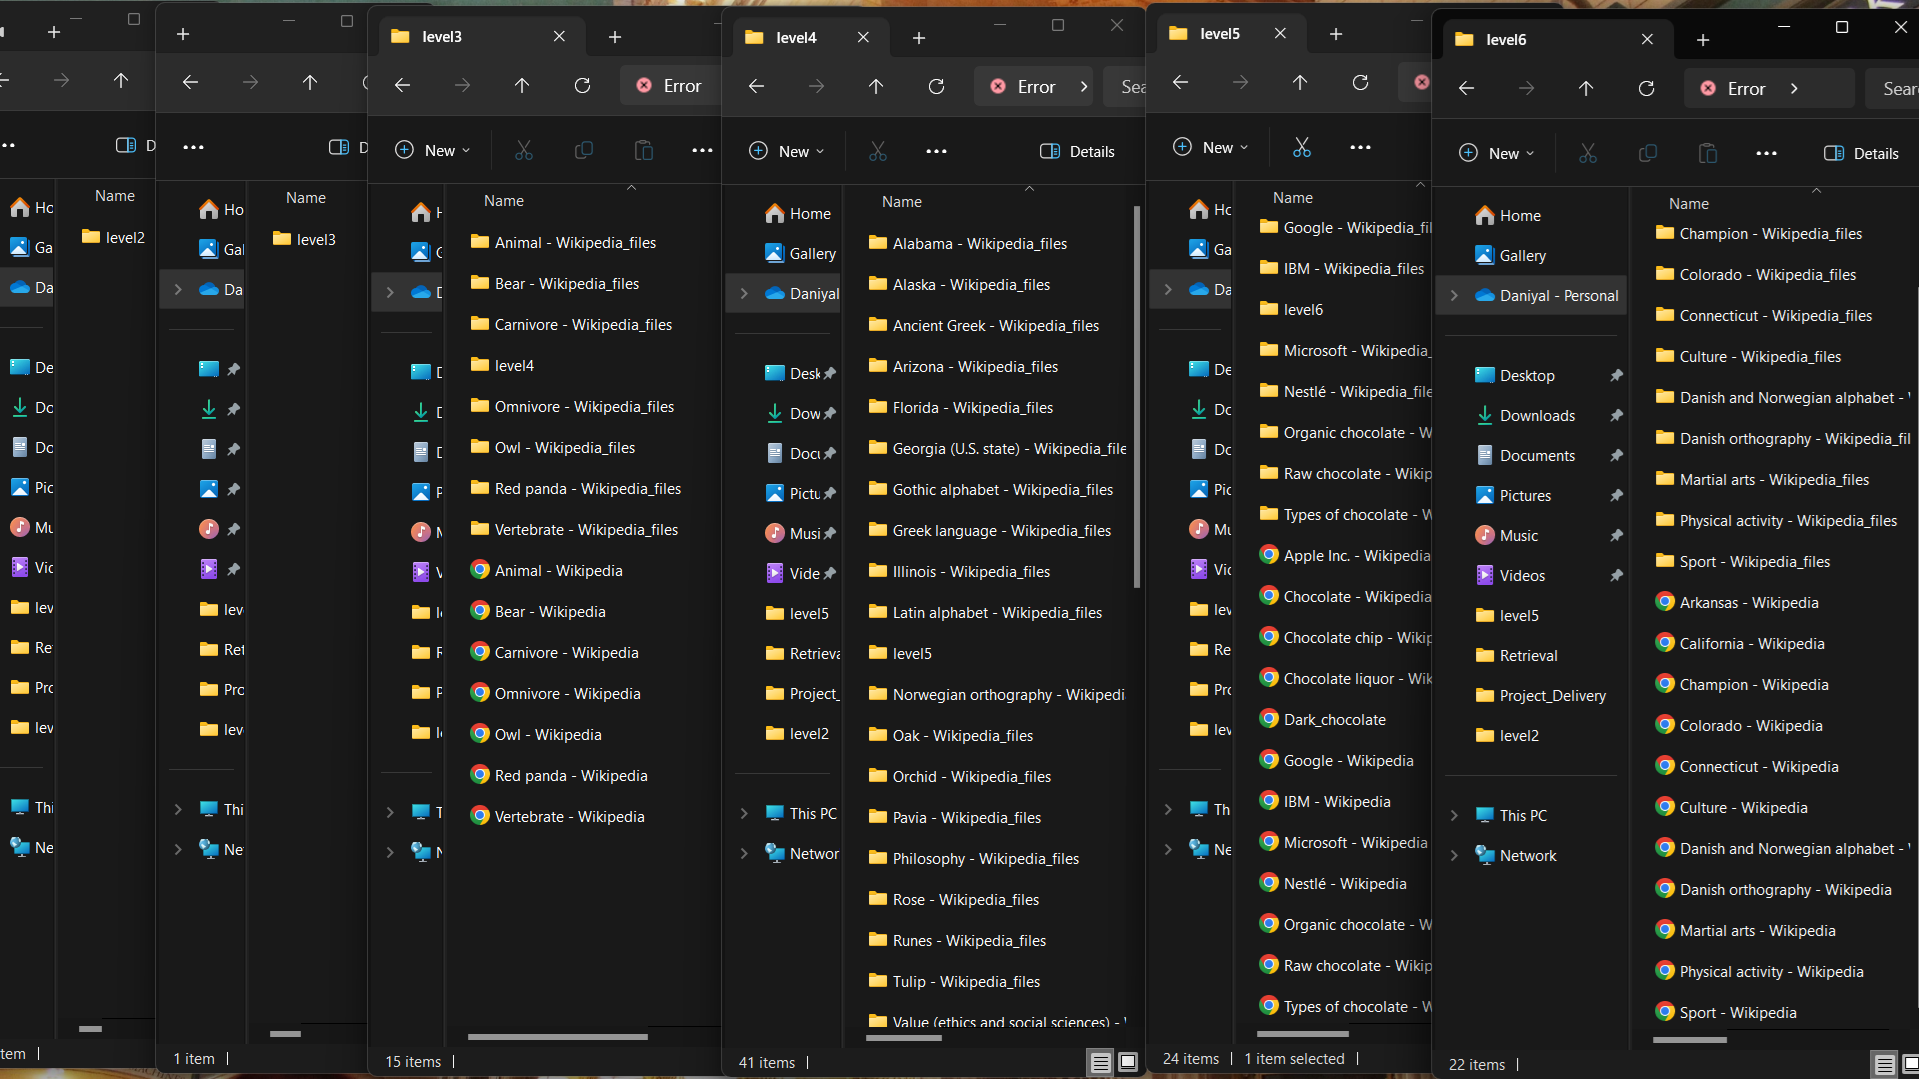 Name
level2
Ho
Ga
Da
De
Do
Do
Pic
Mu
Vic
lev
Ret
Pro
lev
Thi
Ne
tem
Name
level3
Ho
Gal
Da
lev
Ret
Pro
lev
Thi
Net
1 item
level3
Error
New
Name
Animal - Wikipedia_files
Bear - Wikipedia_files
Carnivore - Wikipedia_files
level4
Omnivore - Wikipedia_files
Owl - Wikipedia_files
Red panda - Wikipedia_files
Vertebrate - Wikipedia_files
Animal - Wikipedia
Bear - Wikipedia
Carnivore - Wikipedia
Omnivore - Wikipedia
Owl - Wikipedia
Red panda - Wikipedia
Vertebrate - Wikipedia
15 items
level4
Error
Sea
New
Details
Home
Gallery
Daniyal
Desk
Dow
Docu
Pictu
Musi
Vide
level5
Retrieva
Project_
level2
This PC
Networ
Name
Alabama - Wikipedia_files
Alaska - Wikipedia_files
Ancient Greek - Wikipedia_files
Arizona - Wikipedia_files
Florida - Wikipedia_files
Georgia (U.S. state) - Wikipedia_file
Gothic alphabet - Wikipedia_files
Greek language - Wikipedia_files
Illinois - Wikipedia_files
Latin alphabet - Wikipedia_files
level5
Norwegian orthography - Wikipedi
Oak - Wikipedia_files
Orchid - Wikipedia_files
Pavia - Wikipedia_files
Philosophy - Wikipedia_files
Rose - Wikipedia_files
Runes - Wikipedia_files
Tulip - Wikipedia_files
Value (ethics and social sciences) -
41 items
level5
New
Ho
Ga
Da
De
Do
Do
Pic
Mu
Vic
lev
Re
Pro
lev
Th
Ne
Name
Google - Wikipedia_fil
IBM - Wikipedia_files
level6
Microsoft - Wikipedia_
Nestlé - Wikipedia_file
Organic chocolate - W
Raw chocolate - Wikip
Types of chocolate - W
Apple Inc. - Wikipedia
Chocolate - Wikipedia
Chocolate chip - Wikip
Chocolate liquor - Wik
Dark_chocolate
Google - Wikipedia
IBM - Wikipedia
Microsoft - Wikipedia
Nestlé - Wikipedia
Organic chocolate - W
Raw chocolate - Wikip
Types of chocolate - W
24 items
1 item selected
level6
Error
Sear
New
Details
Home
Gallery
Daniyal - Personal
Desktop
Downloads
Documents
Pictures
Music
Videos
level5
Retrieval
Project_Delivery
level2
This PC
Network
Name
Champion - Wikipedia_files
Colorado - Wikipedia_files
Connecticut - Wikipedia_files
Culture - Wikipedia_files
Danish and Norwegian alphabet -
Danish orthography - Wikipedia_fil
Martial arts - Wikipedia_files
Physical activity - Wikipedia_files
Sport - Wikipedia_files
Arkansas - Wikipedia
California - Wikipedia
Champion - Wikipedia
Colorado - Wikipedia
Connecticut - Wikipedia
Culture - Wikipedia
Danish and Norwegian alphabet -
Danish orthography - Wikipedia
Martial arts - Wikipedia
Physical activity - Wikipedia
Sport - Wikipedia
22 items